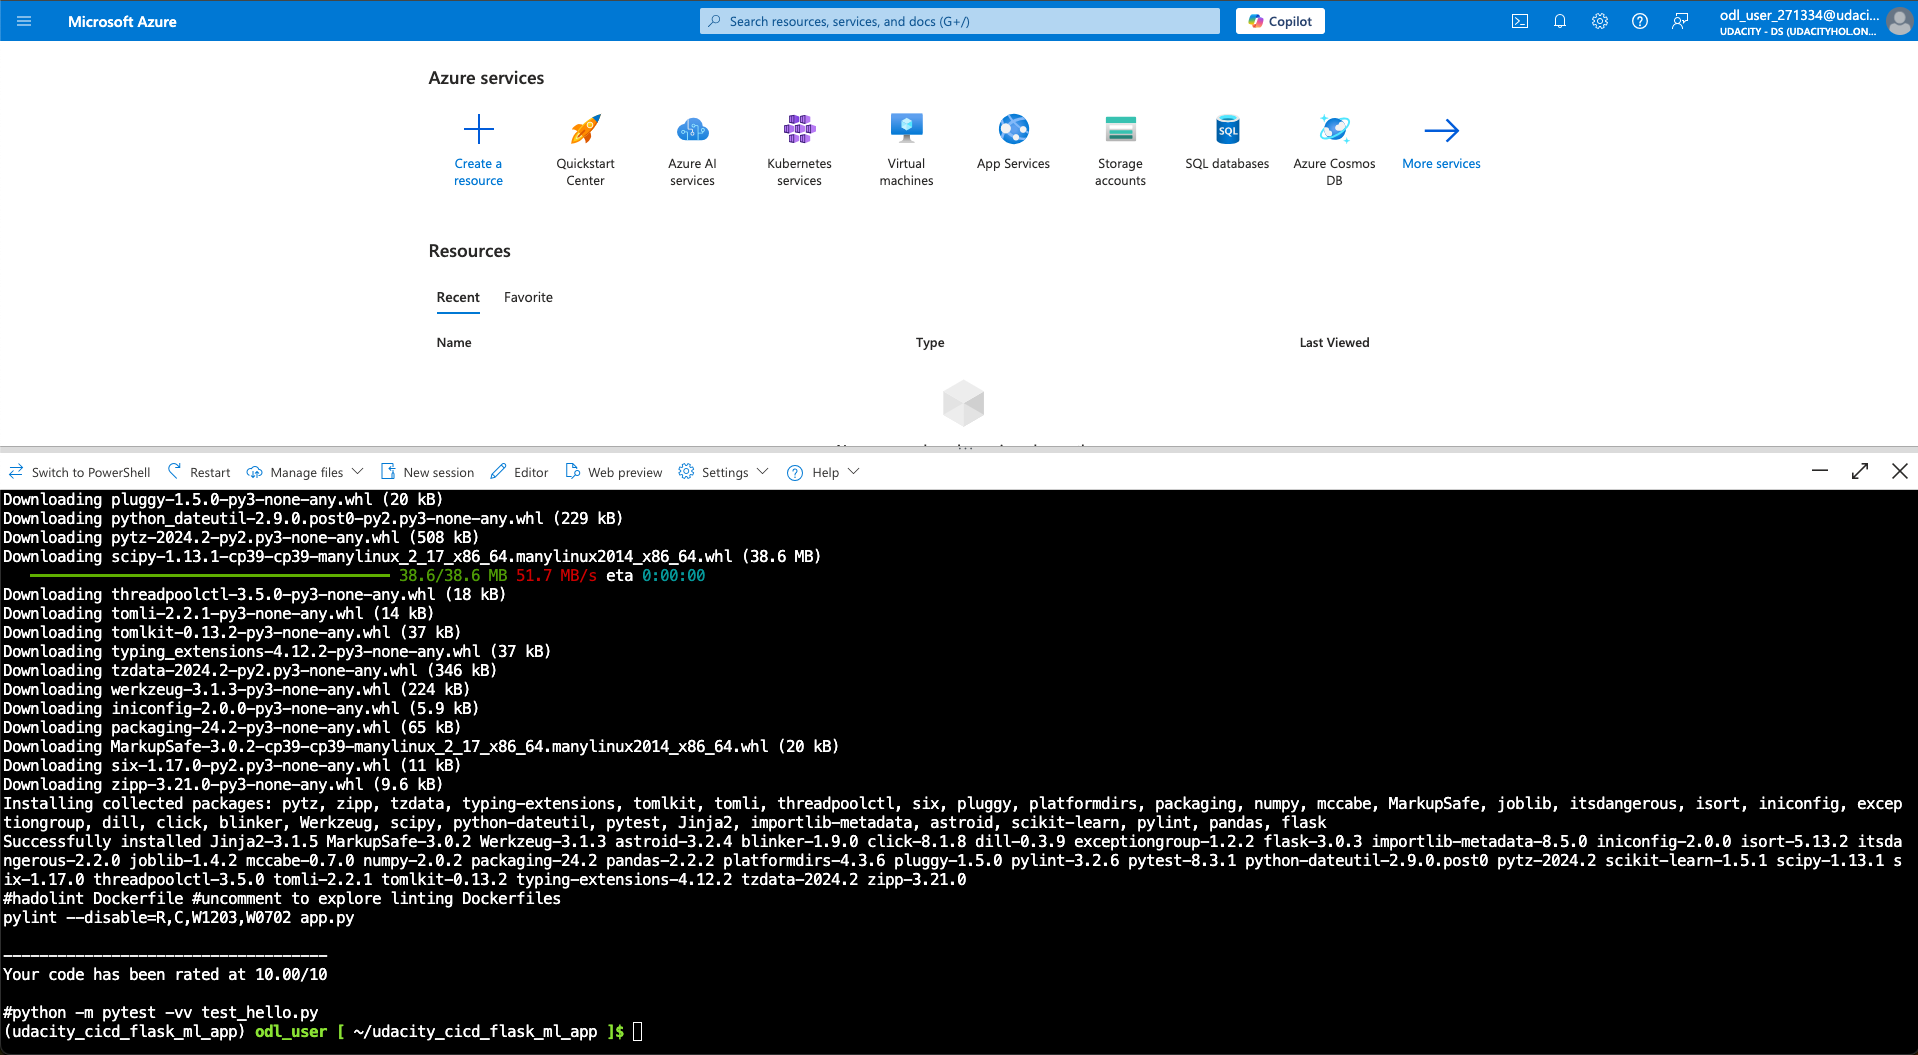 Microsoft Azure
Search resources, services, and docs (G+/)
Copilot
odl_user_271334@udaci...
UDACITY - DS (UDACITYHOL.ON...
Azure services
Create a resource
Quickstart Center
Azure AI services
Kubernetes services
Virtual machines
App Services
Storage accounts
SQL
SQL databases
Azure Cosmos DB
More services
Resources
Recent Favorite
Name Type Last Viewed
Switch to PowerShell Restart Manage files New session Editor Web preview Settings Help
Downloading pluggy-1.5.0-py3-none-any.whl (20 kB)
Downloading python_dateutil-2.9.0.post0-py2.py3-none-any.whl (229 kB)
Downloading pytz-2024.2-py2.py3-none-any.whl (508 kB)
Downloading scipy-1.13.1-cp39-cp39-manylinux_2_17_x86_64.manylinux2014_x86_64.whl (38.6 MB)
38.6/38.6 MB 51.7 MB/s eta 0:00:00
Downloading threadpoolctl-3.5.0-py3-none-any.whl (18 kB)
Downloading tomli-2.2.1-py3-none-any.whl (14 kB)
Downloading tomlkit-0.13.2-py3-none-any.whl (37 kB)
Downloading typing_extensions-4.12.2-py3-none-any.whl (37 kB)
Downloading tzdata-2024.2-py2.py3-none-any.whl (346 kB)
Downloading werkzeug-3.1.3-py3-none-any.whl (224 kB)
Downloading iniconfig-2.0.0-py3-none-any.whl (5.9 kB)
Downloading packaging-24.2-py3-none-any.whl (65 kB)
Downloading MarkupSafe-3.0.2-cp39-cp39-manylinux_2_17_x86_64.manylinux2014_x86_64.whl (20 kB)
Downloading six-1.17.0-py2.py3-none-any.whl (11 kB)
Downloading zipp-3.21.0-py3-none-any.whl (9.6 kB)
Installing collected packages: pytz, zipp, tzdata, typing-extensions, tomlkit, tomli, threadpoolctl, six, pluggy, platformdirs, packaging, numpy, mccabe, MarkupSafe, joblib, itsdangerous, isort, iniconfig, excep
tiongroup, dill, click, blinker, Werkzeug, scipy, python-dateutil, pytest, Jinja2, importlib-metadata, astroid, scikit-learn, pylint, pandas, flask
Successfully installed Jinja2-3.1.5 MarkupSafe-3.0.2 Werkzeug-3.1.3 astroid-3.2.4 blinker-1.9.0 click-8.1.8 dill-0.3.9 exceptiongroup-1.2.2 flask-3.0.3 importlib-metadata-8.5.0 iniconfig-2.0.0 isort-5.13.2 itsda
ngerous-2.2.0 joblib-1.4.2 mccabe-0.7.0 numpy-2.0.2 packaging-24.2 pandas-2.2.2 platformdirs-4.3.6 pluggy-1.5.0 pylint-3.2.6 pytest-8.3.1 python-dateutil-2.9.0.post0 pytz-2024.2 scikit-learn-1.5.1 scipy-1.13.1 s
ix-1.17.0 threadpoolctl-3.5.0 tomli-2.2.1 tomlkit-0.13.2 typing-extensions-4.12.2 tzdata-2024.2 zipp-3.21.0
#hadolint Dockerfile #uncomment to explore linting Dockerfiles
pylint --disable=R,C,W1203,W0702 app.py
------------------------------------
Your code has been rated at 10.00/10
#python -m pytest -vv test_hello.py
(udacity_cicd_flask_ml_app) odl_user [ ~/udacity_cicd_flask_ml_app ]$